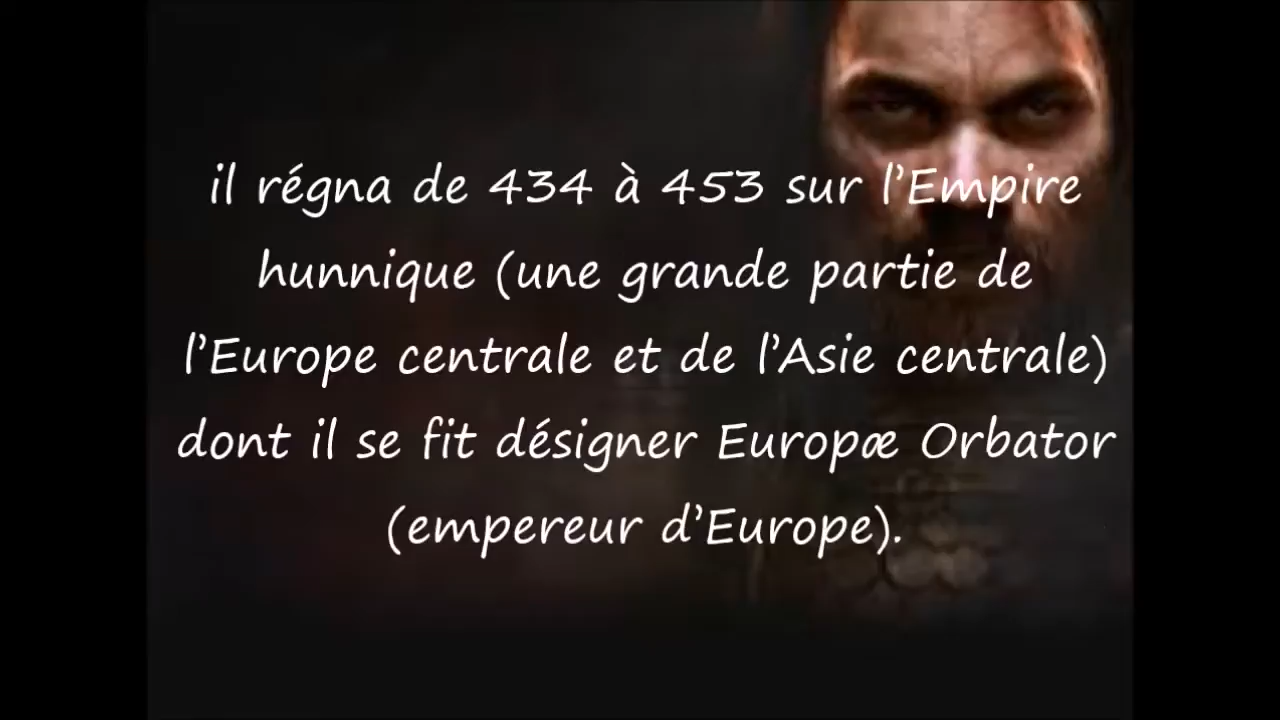 il régna de 434 à 453 sur l'Empire
hunnique (une grande partie de
l'Europe centrale et de l'Asie centrale)
dont il se fit désigner Europæ Orbator
(empereur d'Europe).